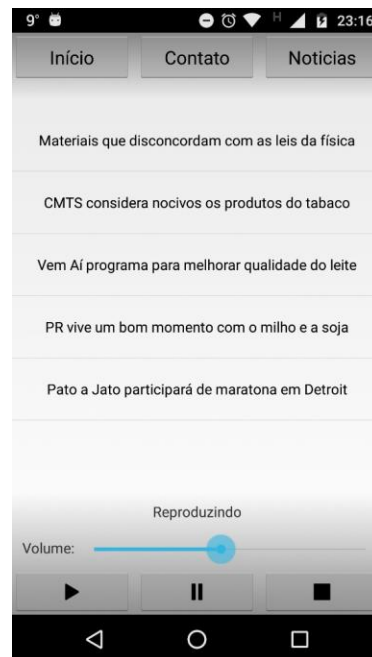 9° H 23:16
Início Contato Noticias
Materiais que disconcordam com as leis da física
CMTS considera nocivos os produtos do tabaco
Vem Aí programa para melhorar qualidade do leite
PR vive um bom momento com o milho e a soja
Pato a Jato participará de maratona em Detroit
Reproduzindo
Volume: